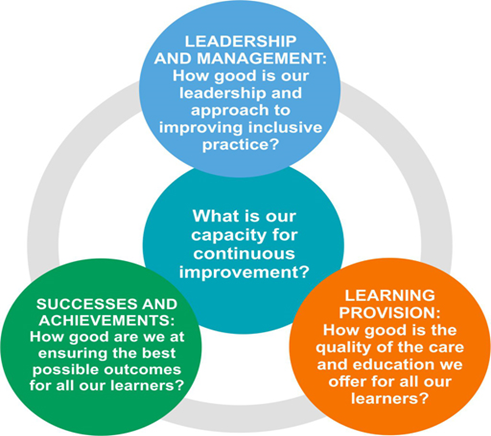 LEADERSHIP
AND MANAGEMENT:
How good is our
leadership and
approach to
improving inclusive
practice?
What is our
capacity for
continuous
improvement?
SUCCESSES AND
ACHIEVEMENTS:
How good are we at
ensuring the best
possible outcomes
for all our learners?
LEARNING
PROVISION:
How good is the
quality of the care
and education we
offer for all our
learners?